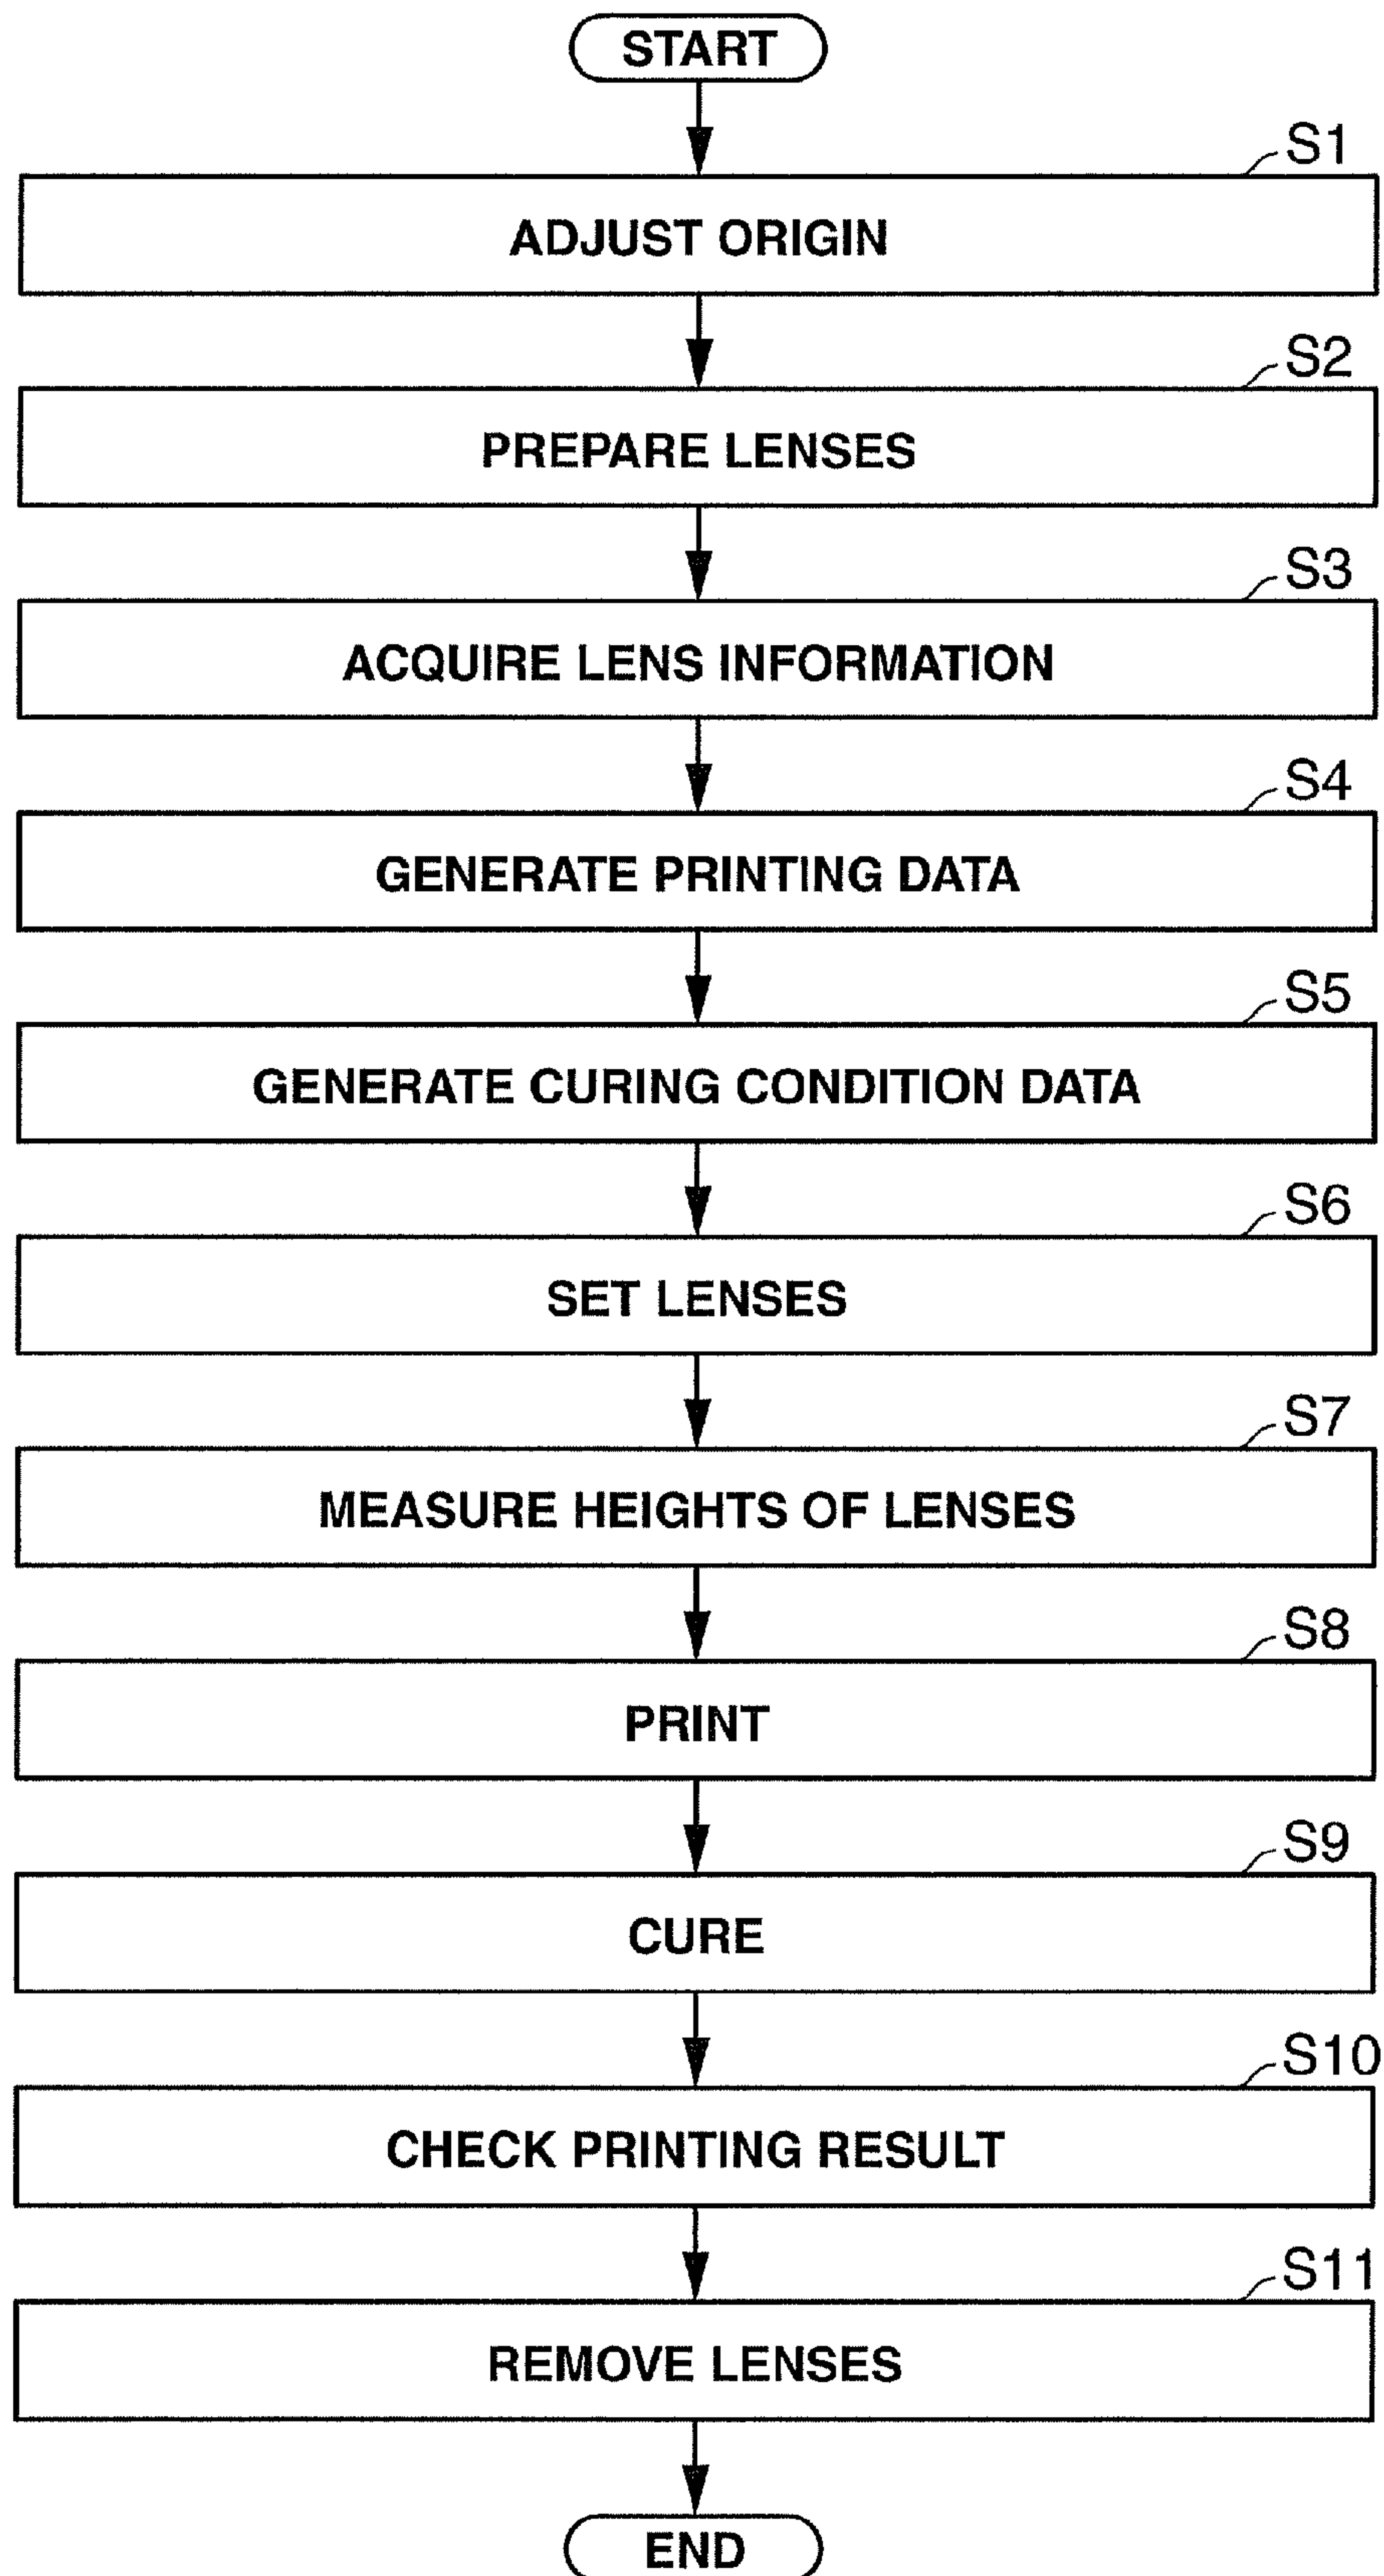 START
S1
ADJUST ORIGIN
S2
PREPARE LENSES
S3
ACQUIRE LENS INFORMATION
S4
GENERATE PRINTING DATA
S5
GENERATE CURING CONDITION DATA
S6
SET LENSES
S7
MEASURE HEIGHTS OF LENSES
S8
PRINT
S9
CURE
S10
CHECK PRINTING RESULT
S11
REMOVE LENSES
END